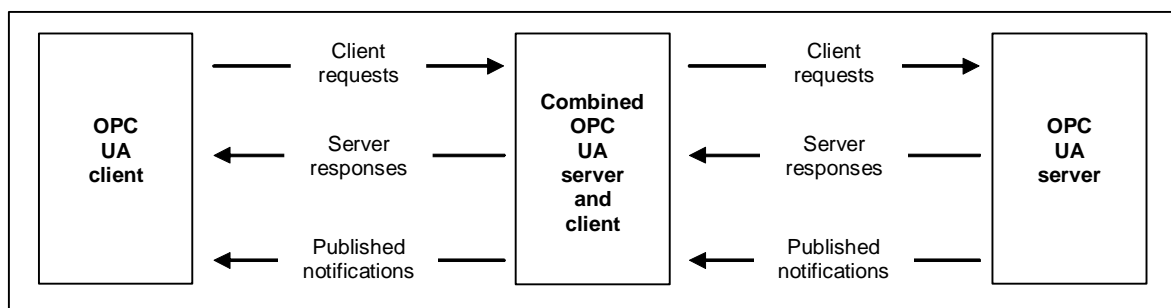 OPC
UA
client
Client
requests
Server
responses
Published
notifications
Combined
OPC
UA
server
and
client
Client
requests
Server
responses
Published
notifications
OPC
UA
server